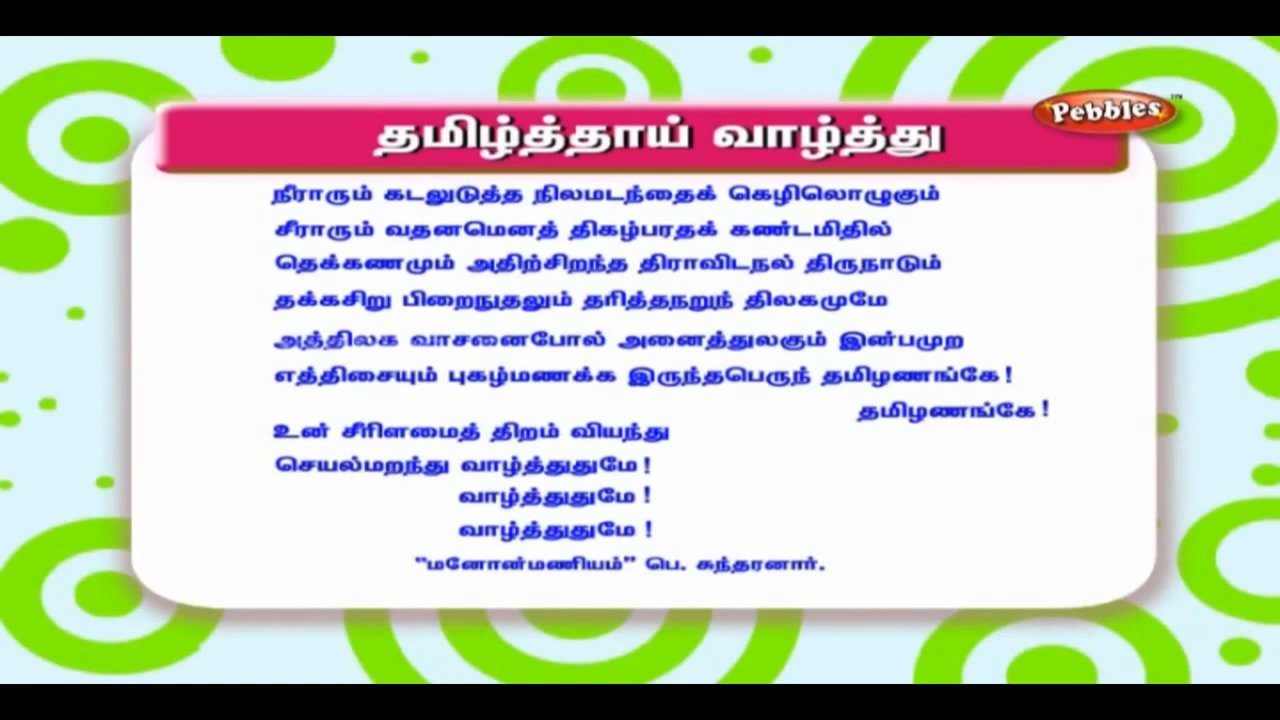 Pebbles™
தமிழ்த்தாய் வாழ்த்து
நீராரும் கடலுடுத்த நிலமடந்தைக் கெழிலொழுகும்
சீராரும் வதனமெனத் திகழ்பரதக் கண்டமிதில்
தெக்கணமும் அதிற்சிறந்த திராவிடநல் திருநாடும்
தக்கசிறு பிறைநுதலும் தரித்தநறுந் திலகமுமே
அத்திலக வாசனைபோல் அனைத்துலகும் இன்பமுற
எத்திசையும் புகழ்மணக்க இருந்தபெருந் தமிழணங்கே!
தமிழணங்கே!
உன் சீரிளமைத் திறம் வியந்து
செயல்மறந்து வாழ்த்துதுமே!
வாழ்த்துதுமே!
வாழ்த்துதுமே!
"மனோன்மணியம்" பெ. சுந்தரனார்.